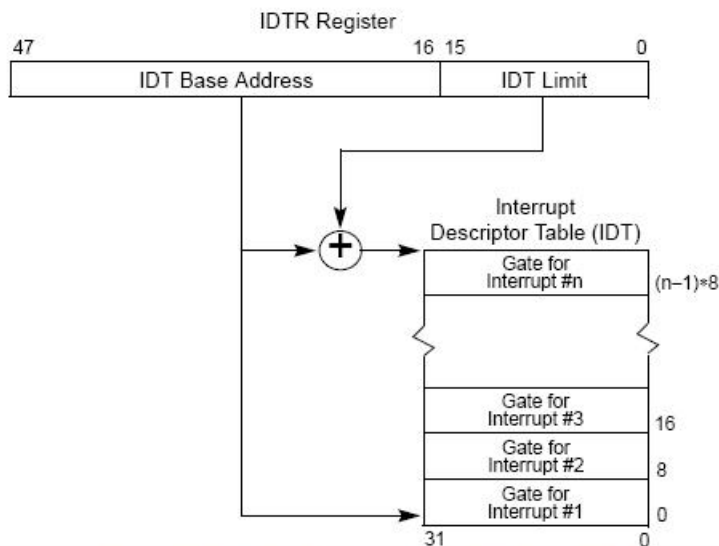 IDTR Register
47 16 15 0
IDT Base Address IDT Limit
+
Interrupt
Descriptor Table (IDT)
Gate for
Interrupt #n
(n–1)*8
Gate for
Interrupt #3
16
Gate for
Interrupt #2
8
Gate for
Interrupt #1
0
31 0